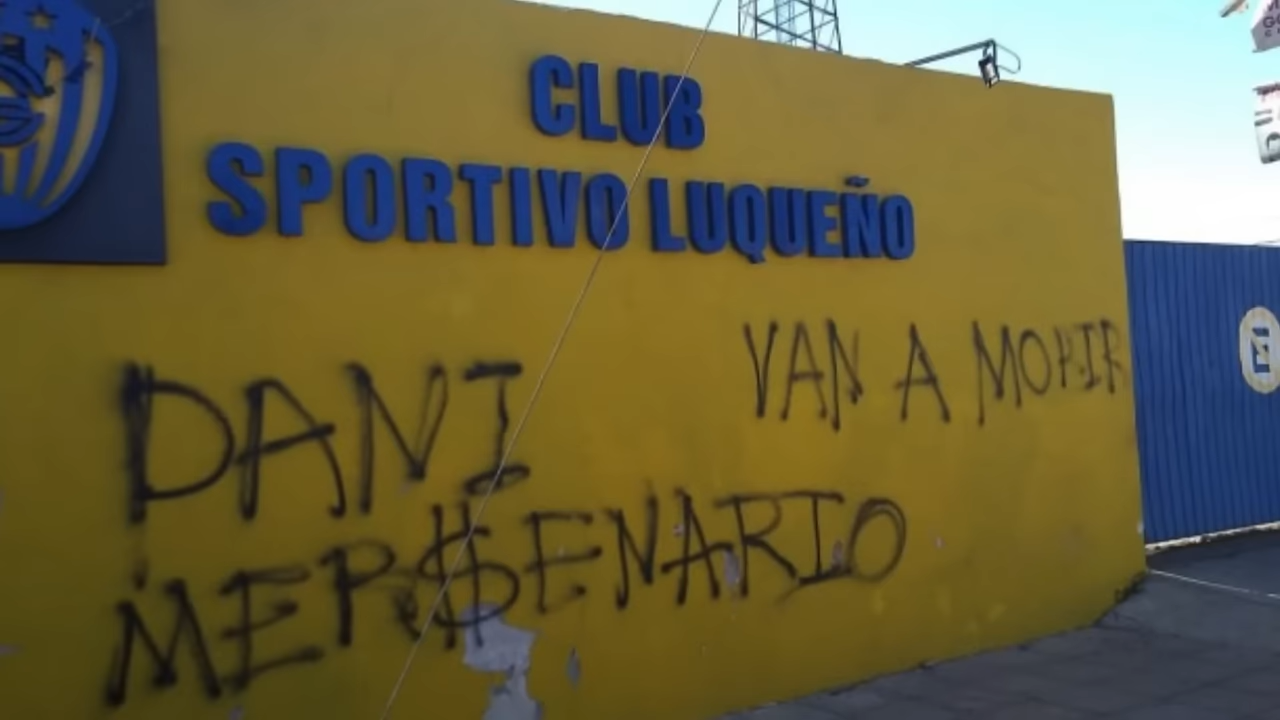 CLUB
SPORTIVO LUQUEÑO
VAN A MORIR
DANI
MER$ENARIO